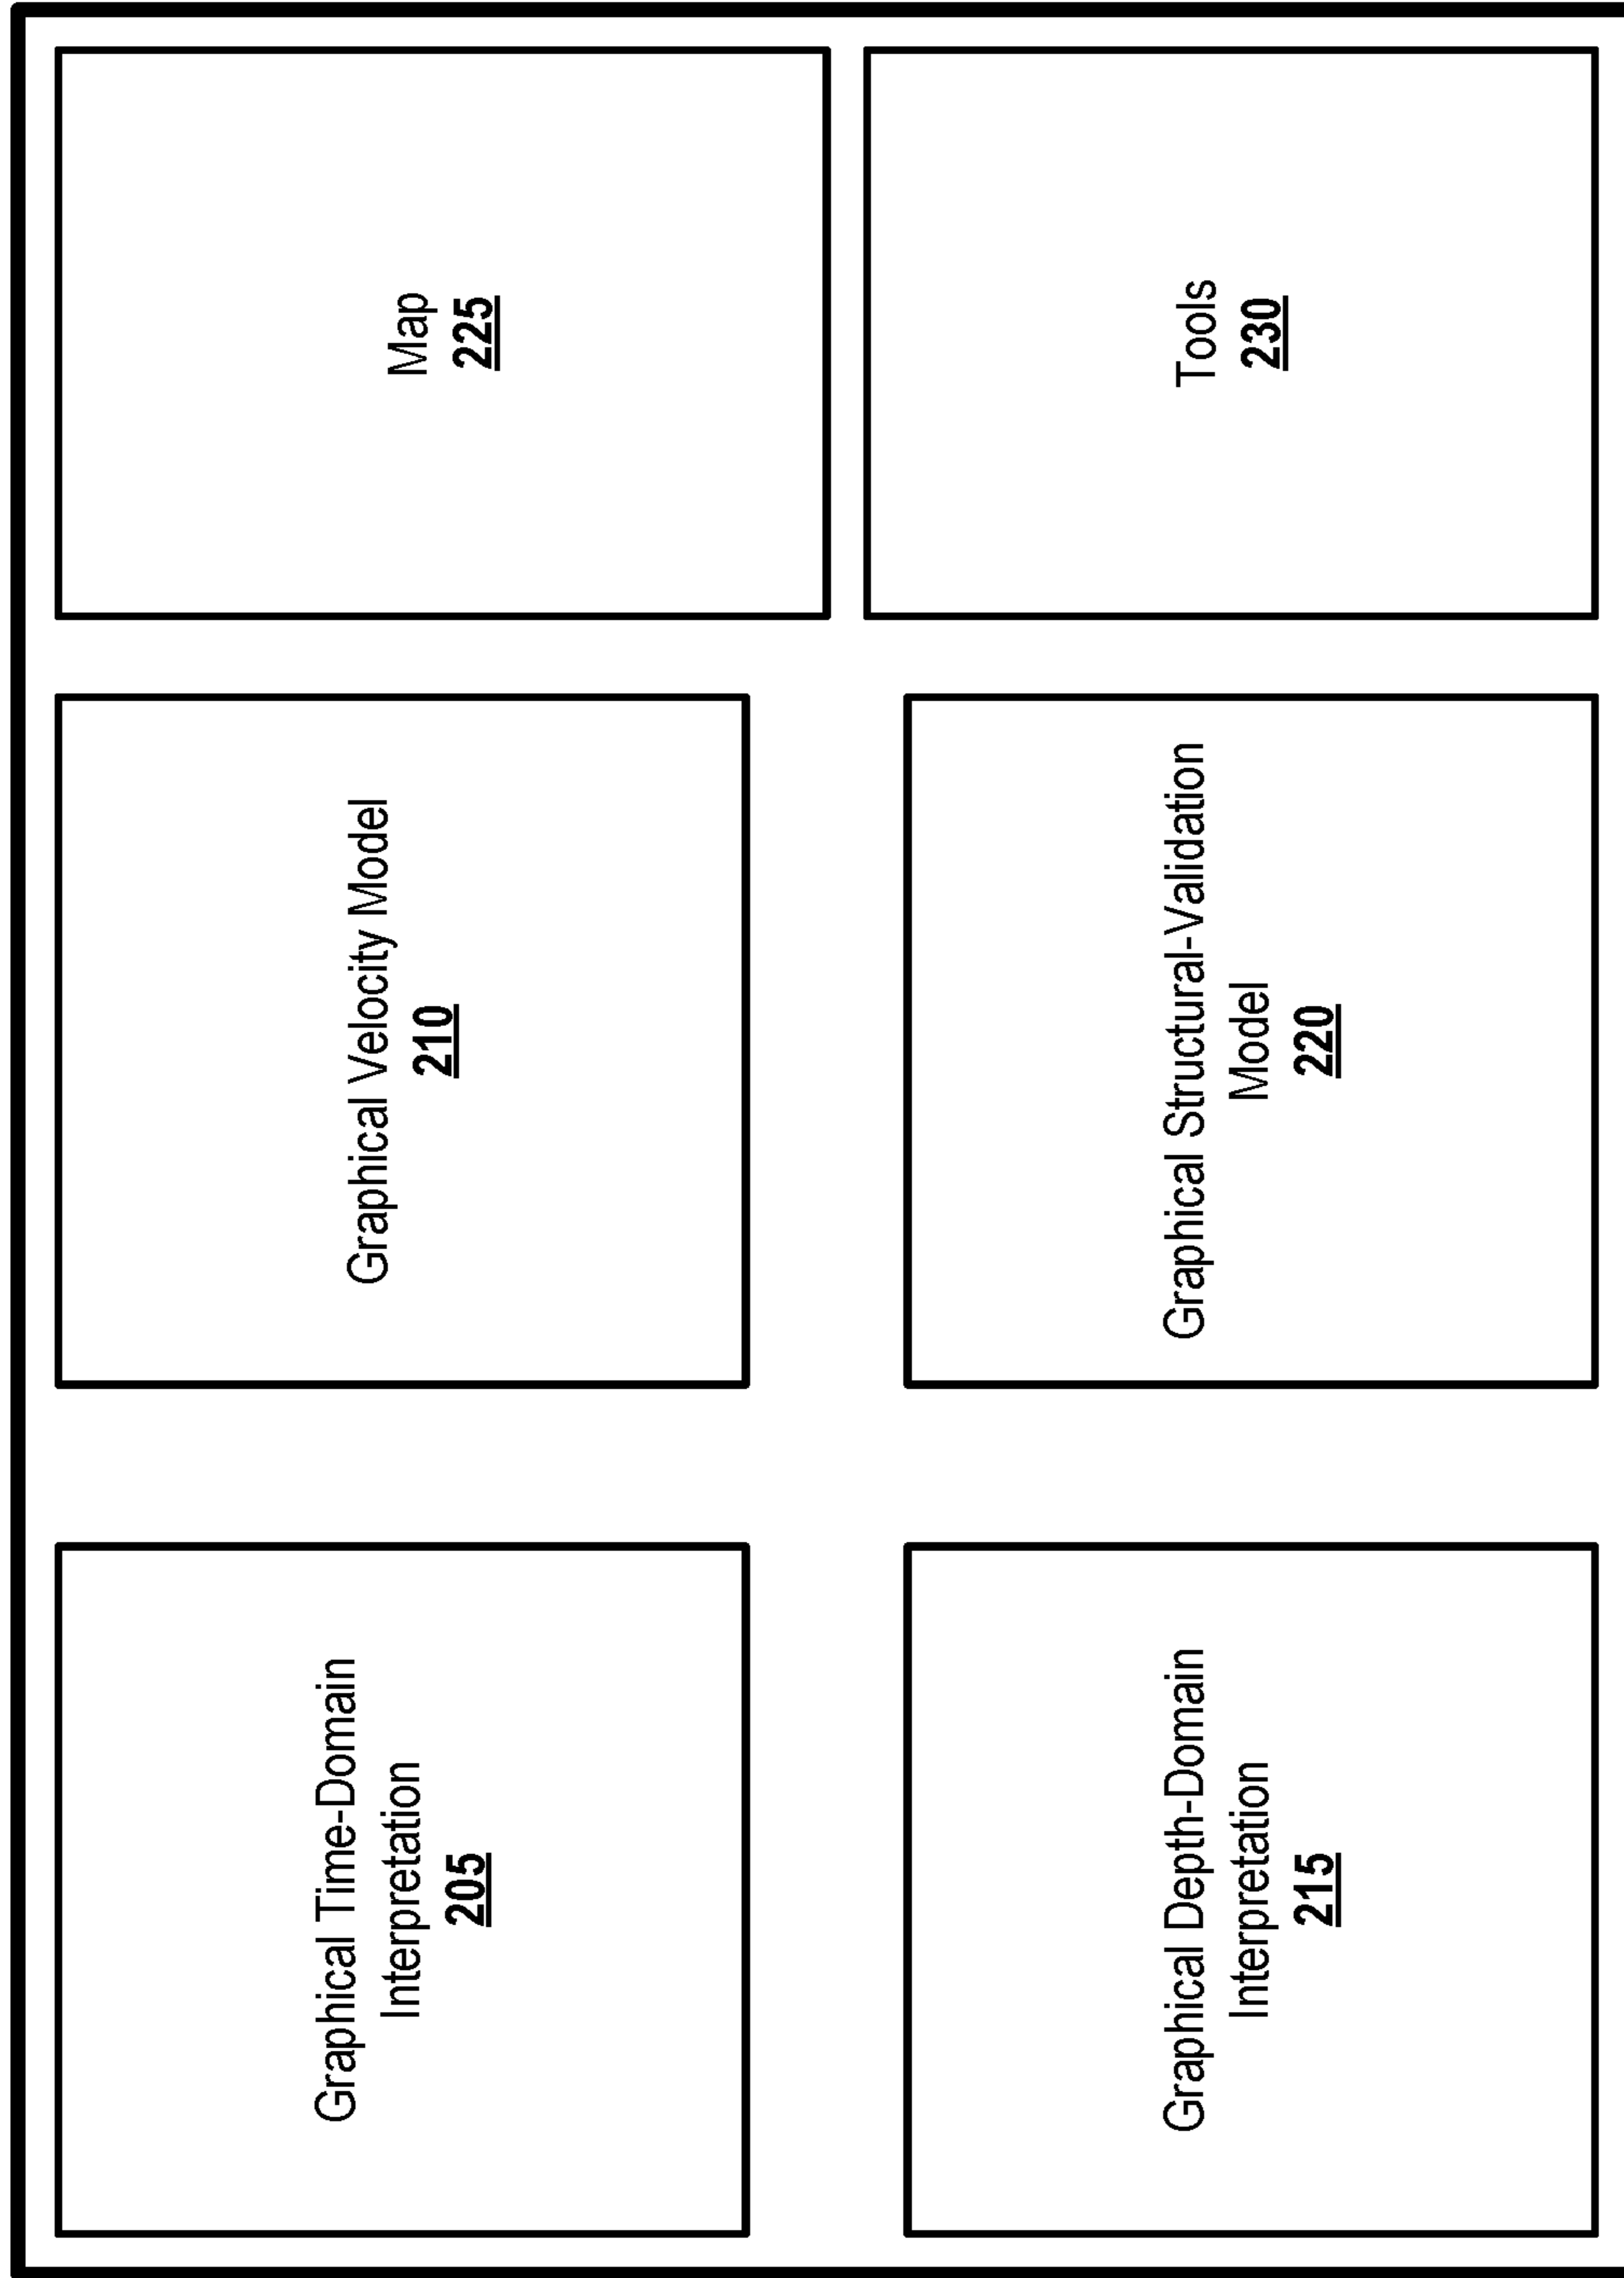 Graphical Time-Domain
Interpretation
205
Graphical Velocity Model
210
Map
225
Graphical Depth-Domain
Interpretation
215
Graphical Structural-Validation
Model
220
Tools
230